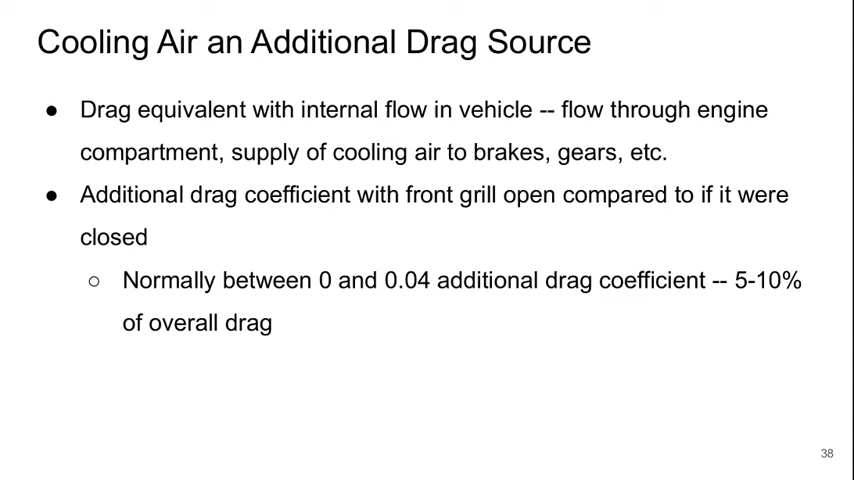 Cooling Air an Additional Drag Source
● Drag equivalent with internal flow in vehicle -- flow through engine
compartment, supply of cooling air to brakes, gears, etc.
● Additional drag coefficient with front grill open compared to if it were
closed
○ Normally between 0 and 0.04 additional drag coefficient -- 5-10%
of overall drag
38